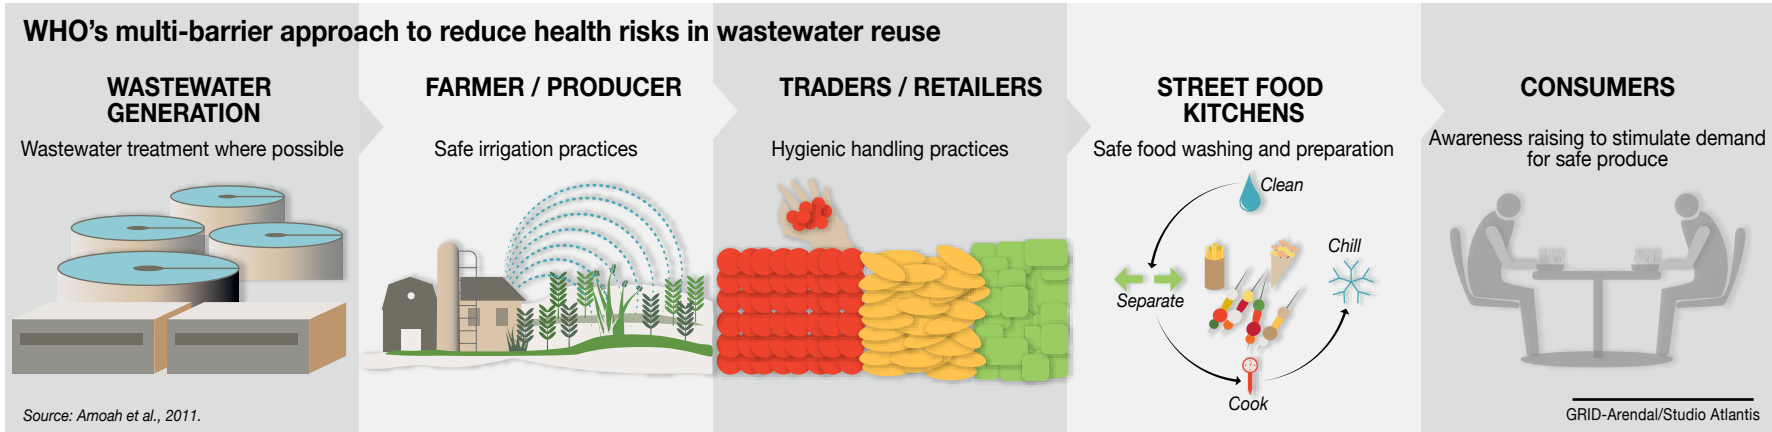 WHO's multi-barrier approach to reduce health risks in wastewater reuse
WASTEWATER
GENERATION
Wastewater treatment where possible
FARMER / PRODUCER
Safe irrigation practices
TRADERS / RETAILERS
Hygienic handling practices
STREET FOOD
KITCHENS
Safe food washing and preparation
Clean
Chill
Separate
Cook
CONSUMERS
Awareness raising to stimulate demand
for safe produce
Source: Amoah et al., 2011.
GRID-Arendal/Studio Atlantis